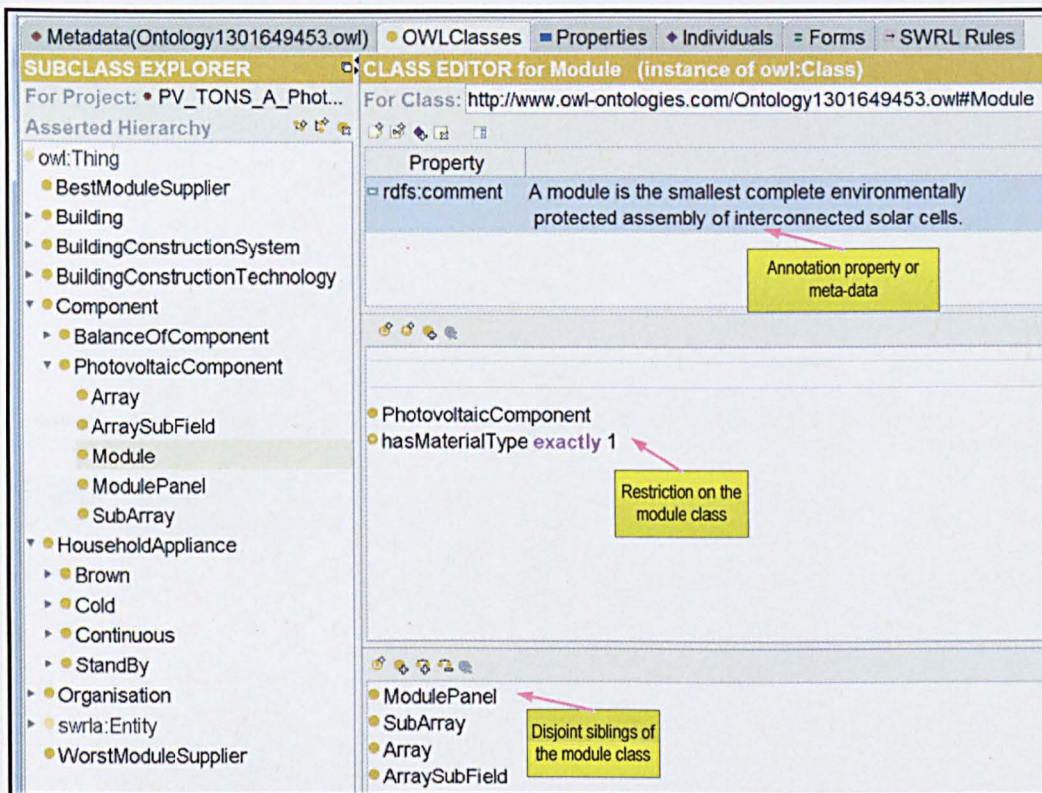 Metadata(Ontology1301649453.owl) OWLClasses Properties Individuals = Forms → SWRL Rules
SUBCLASS EXPLORER
For Project: PV_TONS_A_Phot...
Asserted Hierarchy
owl:Thing
BestModuleSupplier
Building
BuildingConstructionSystem
BuildingConstructionTechnology
Component
BalanceOfComponent
PhotovoltaicComponent
Array
ArraySubField
Module
ModulePanel
SubArray
HouseholdAppliance
Brown
Cold
Continuous
StandBy
Organisation
swrla:Entity
WorstModuleSupplier
CLASS EDITOR for Module (instance of owl:Class)
For Class: http://www.owl-ontologies.com/Ontology1301649453.owl#Module
Property
rdfs:comment A module is the smallest complete environmentally
protected assembly of interconnected solar cells.
Annotation property or
meta-data
PhotovoltaicComponent
hasMaterialType exactly 1
Restriction on the
module class
ModulePanel
SubArray
Array
ArraySubField
Disjoint siblings of
the module class